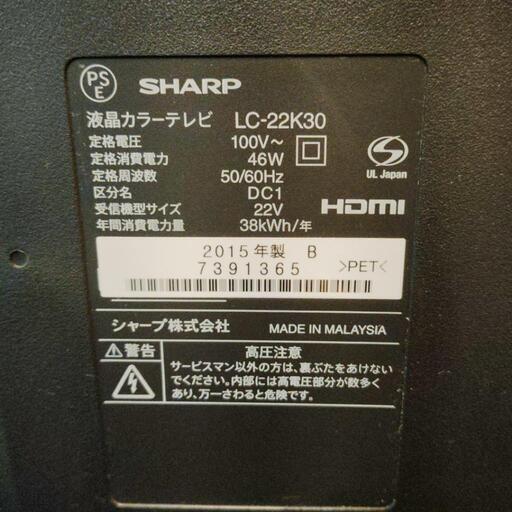 PSE SHARP
液晶カラーテレビ LC-22K30
定格電圧 100V～
定格消費電力 46W
定格周波数 50/60Hz
区分名 DC1
受信機型サイズ 22V
年間消費電力量 38kWh/年
UL Japan
HDMI
2015年製 B
7391365
>PET<
シャープ株式会社 MADE IN MALAYSIA
警告 高圧注意
サービスマン以外の方は、裏ぶたをあけない
でください。内部には高電圧部分が数多く
あり、万一さわると危険です。